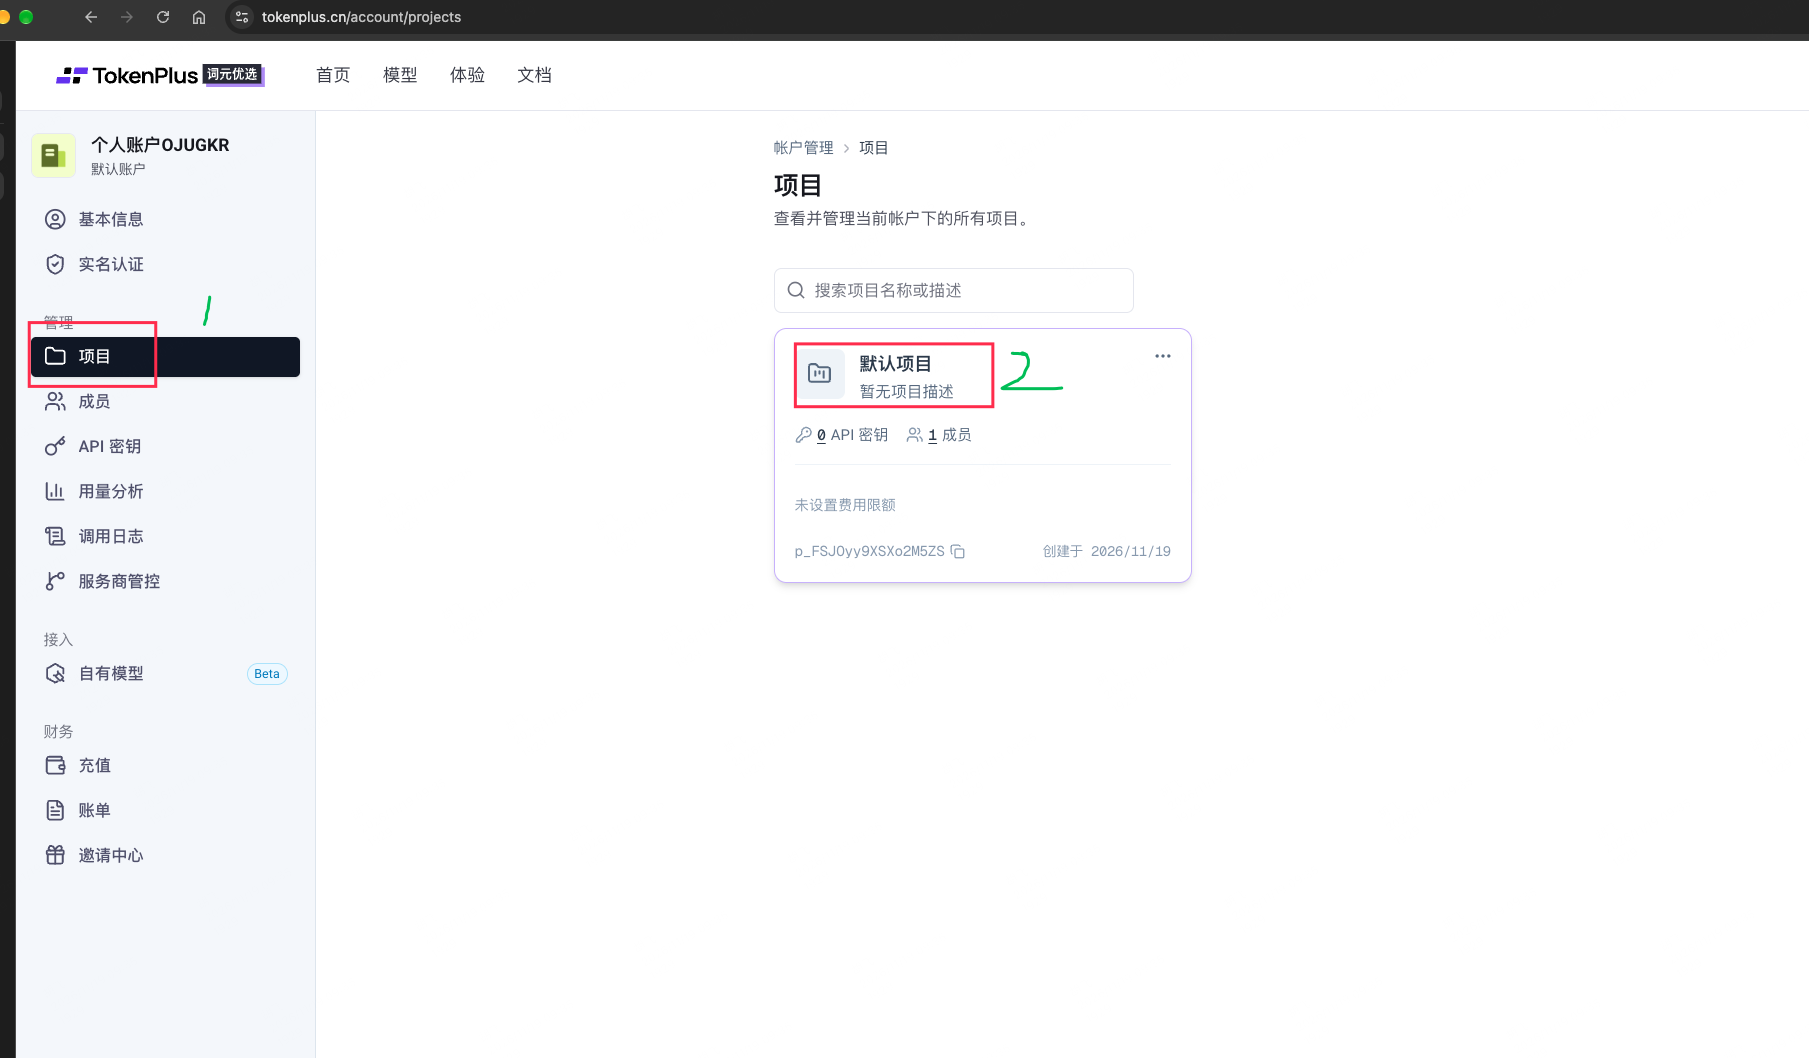 tokenplus.cn/account/projects
TokenPlus 词元优选
首页 模型 体验 文档
个人账户OJUGKR
默认账户
基本信息
实名认证
1
管理
项目
成员
API 密钥
用量分析
调用日志
服务商管控
接入
自有模型 Beta
财务
充值
账单
邀请中心
帐户管理 > 项目
项目
查看并管理当前帐户下的所有项目。
搜索项目名称或描述
默认项目
暂无项目描述
2
0 API 密钥 1 成员
未设置费用限额
p_FSJOyy9XSXo2M5ZS 创建于 2026/11/19